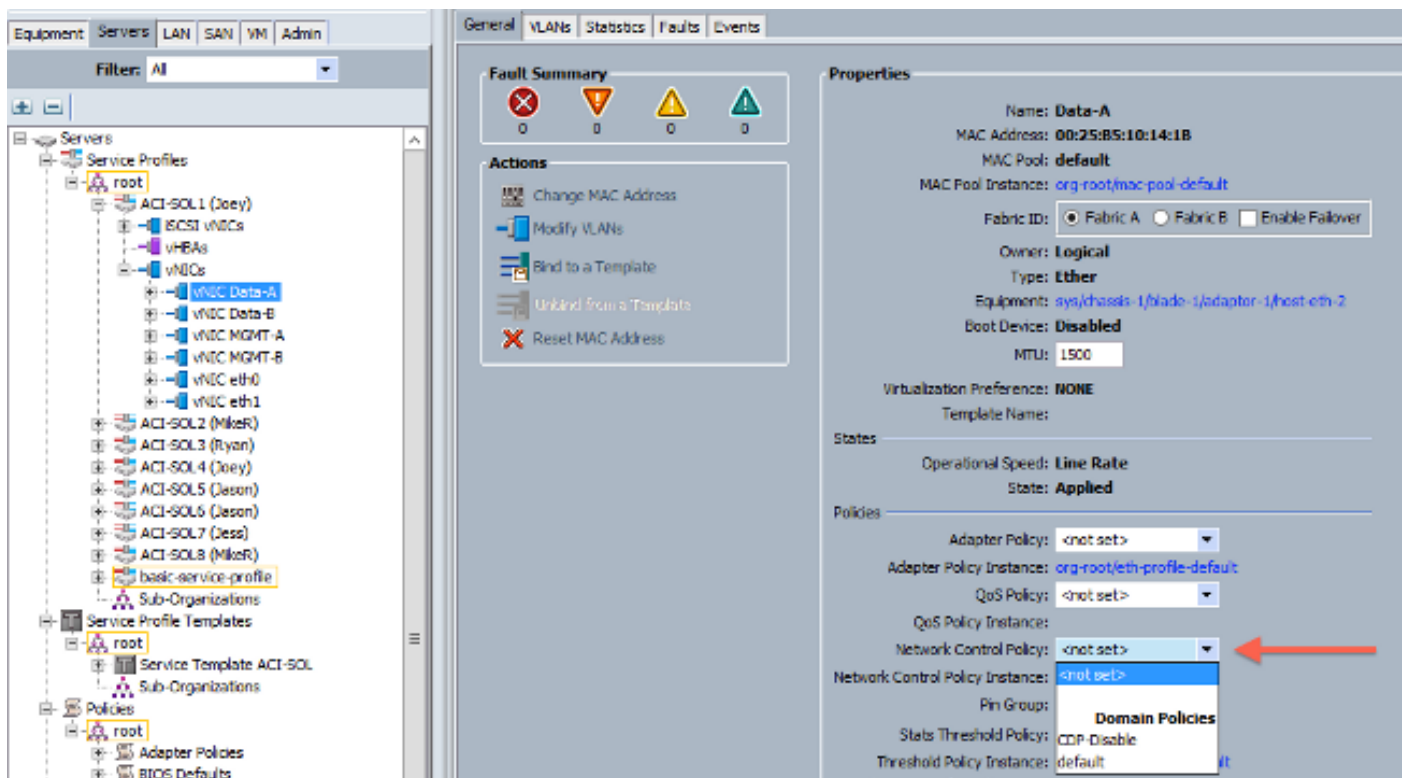 Equipment Servers LAN SAN VM Admin
Filter: All
Servers
Service Profiles
root
ACI-SOL1 (Joey)
iSCSI vNICs
vHBAs
vNICs
vNIC Data-A
vNIC Data-B
vNIC MGMT-A
vNIC MGMT-B
vNIC eth0
vNIC eth1
ACI-SOL2 (MikeR)
ACI-SOL3 (Ryan)
ACI-SOL4 (Joey)
ACI-SOL5 (Jason)
ACI-SOL6 (Jason)
ACI-SOL7 (Jess)
ACI-SOL8 (MikeR)
basic-service-profile
Sub-Organizations
Service Profile Templates
root
Service Template ACI-SOL
Sub-Organizations
Policies
root
Adapter Policies
BIOS Defaults
General VLANs Statistics Faults Events
Fault Summary
0 0 0 0
Actions
Change MAC Address
Modify VLANs
Bind to a Template
Unbind from a Template
Reset MAC Address
Properties
Name: Data-A
MAC Address: 00:25:B5:10:14:1B
MAC Pool: default
MAC Pool Instance: org-root/mac-pool-default
Fabric ID: Fabric A Fabric B Enable Failover
Owner: Logical
Type: Ether
Equipment: sys/chassis-1/blade-1/adaptor-1/host-eth-2
Boot Device: Disabled
MTU: 1500
Virtualization Preference: NONE
Template Name:
States
Operational Speed: Line Rate
State: Applied
Policies
Adapter Policy: <not set>
Adapter Policy Instance: org-root/eth-profile-default
QoS Policy: <not set>
QoS Policy Instance:
Network Control Policy: <not set>
Network Control Policy Instance: <not set>
Pin Group:
Domain Policies
Stats Threshold Policy: CDP-Disable
Threshold Policy Instance: default lt